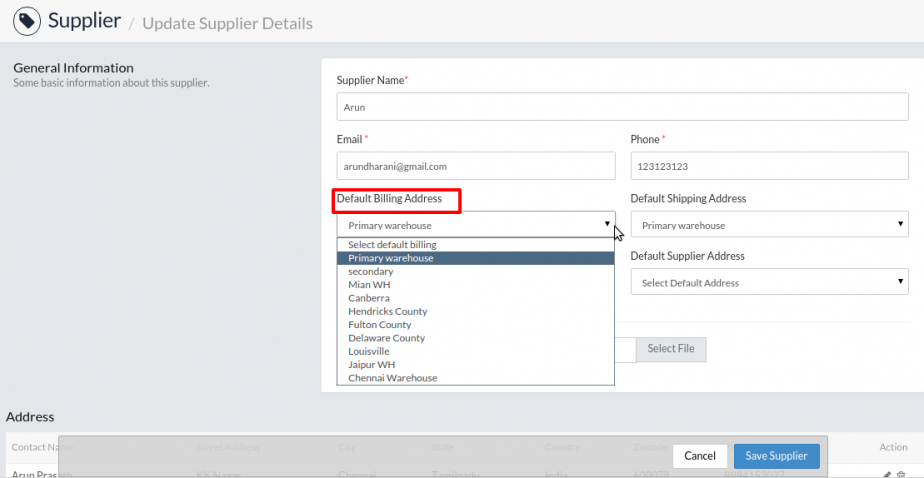 Supplier / Update Supplier Details
General Information
Some basic information about this supplier.
Supplier Name*
Arun
Email *
Phone *
arundharani@gmail.com
123123123
Default Billing Address
Default Shipping Address
Primary warehouse
Primary warehouse
Select default billing
Primary warehouse
secondary
Mian WH
Canberra
Hendricks County
Fulton County
Delaware County
Louisville
Jaipur WH
Chennai Warehouse
Default Supplier Address
Select Default Address
Select File
Address
Contact Name Street Address City State Country Zipcode Action
Cancel
Save Supplier
Arun Prasath KK Nagar Chennai Tamilnadu India 600078